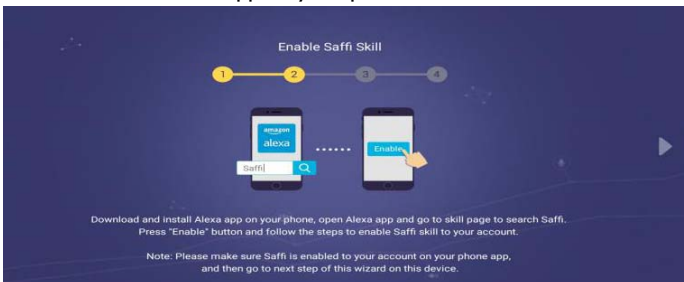 Enable Saffi Skill
1 2 3 4
amazon
alexa
Saffi
Enable
Download and install Alexa app on your phone, open Alexa app and go to skill page to search Saffi.
Press "Enable" button and follow the steps to enable Saffi skill to your account.
Note: Please make sure Saffi is enabled to your account on your phone app,
and then go to next step of this wizard on this device.